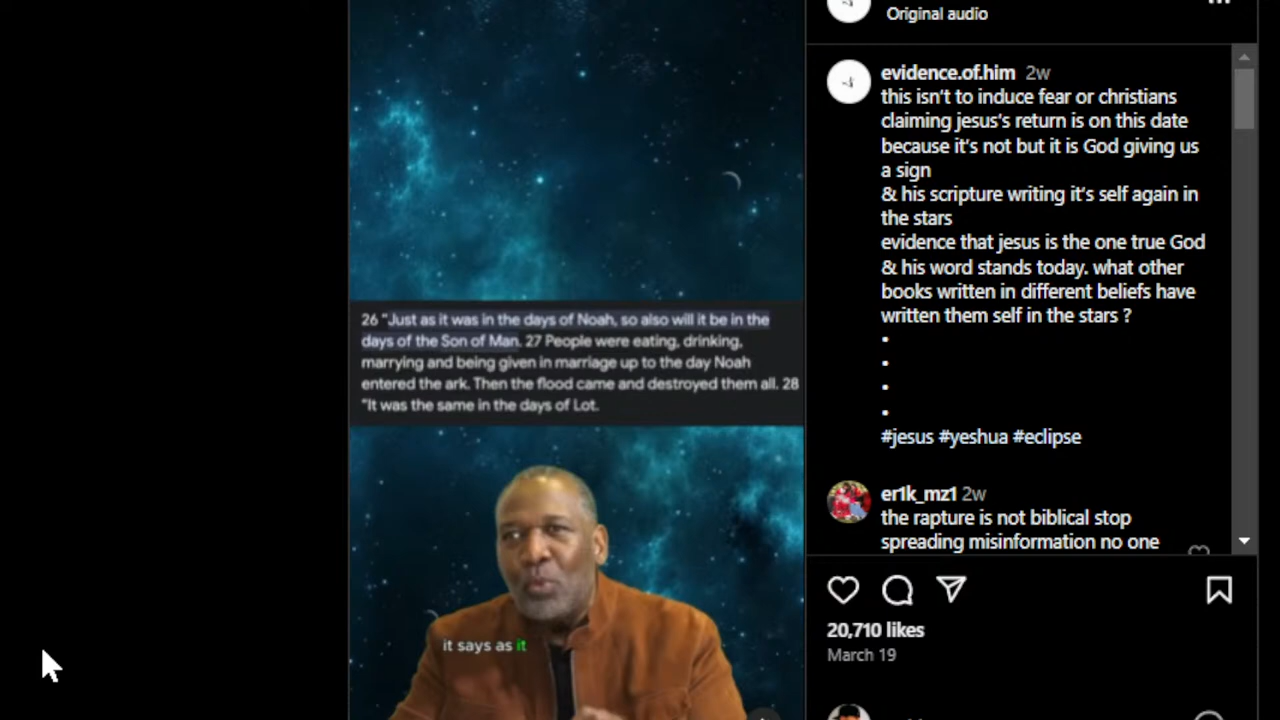 Original audio
evidence.of.him 2w
this isn't to induce fear or christians
claiming jesus's return is on this date
because it's not but it is God giving us
a sign
& his scripture writing it's self again in
the stars
evidence that jesus is the one true God
& his word stands today. what other
books written in different beliefs have
written them self in the stars ?
.
.
.
.
#jesus #yeshua #eclipse
er1k_mz1 2w
the rapture is not biblical stop
spreading misinformation no one
20,710 likes
March 19
26 "Just as it was in the days of Noah, so also will it be in the
days of the Son of Man. 27 People were eating, drinking,
marrying and being given in marriage up to the day Noah
entered the ark. Then the flood came and destroyed them all. 28
"It was the same in the days of Lot.
it says as it